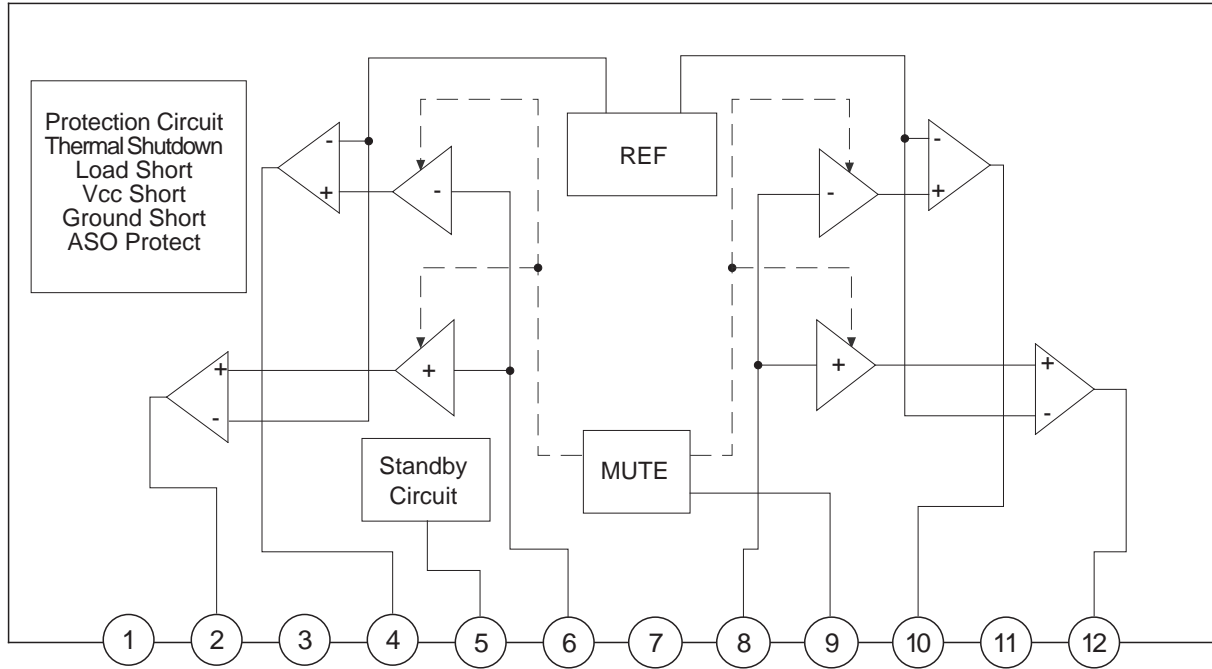 Protection Circuit
Thermal Shutdown
Load Short
Vcc Short
Ground Short
ASO Protect
REF
- - - -
+ + 
+ + + +
- -
Standby
Circuit
MUTE
1 2 3 4 5 6 7 8 9 10 11 12